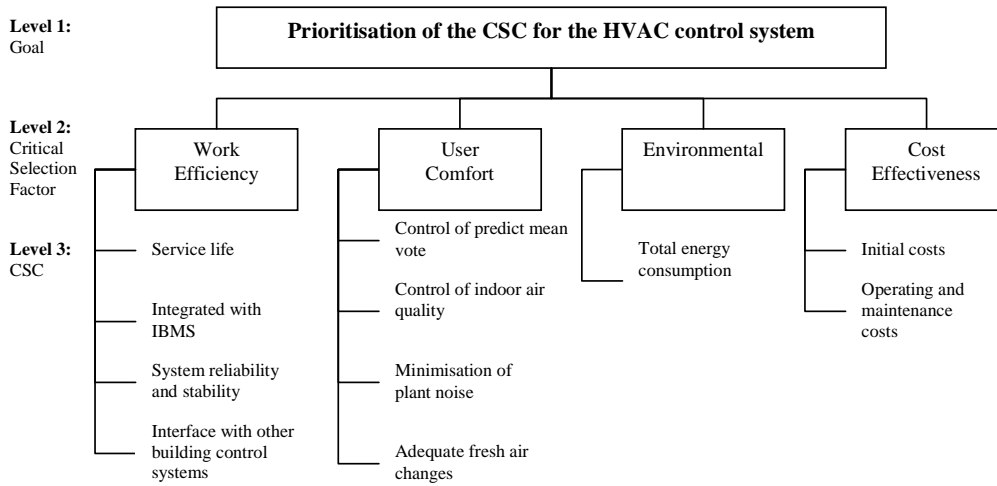 Level 1:
Goal
Prioritisation of the CSC for the HVAC control system
Level 2:
Critical
Selection
Factor
Work
Efficiency
User
Comfort
Environmental
Cost
Effectiveness
Level 3:
CSC
Service life
Integrated with
IBMS
System reliability
and stability
Interface with other
building control
systems
Control of predict mean
vote
Control of indoor air
quality
Minimisation of
plant noise
Adequate fresh air
changes
Total energy
consumption
Initial costs
Operating and
maintenance
costs